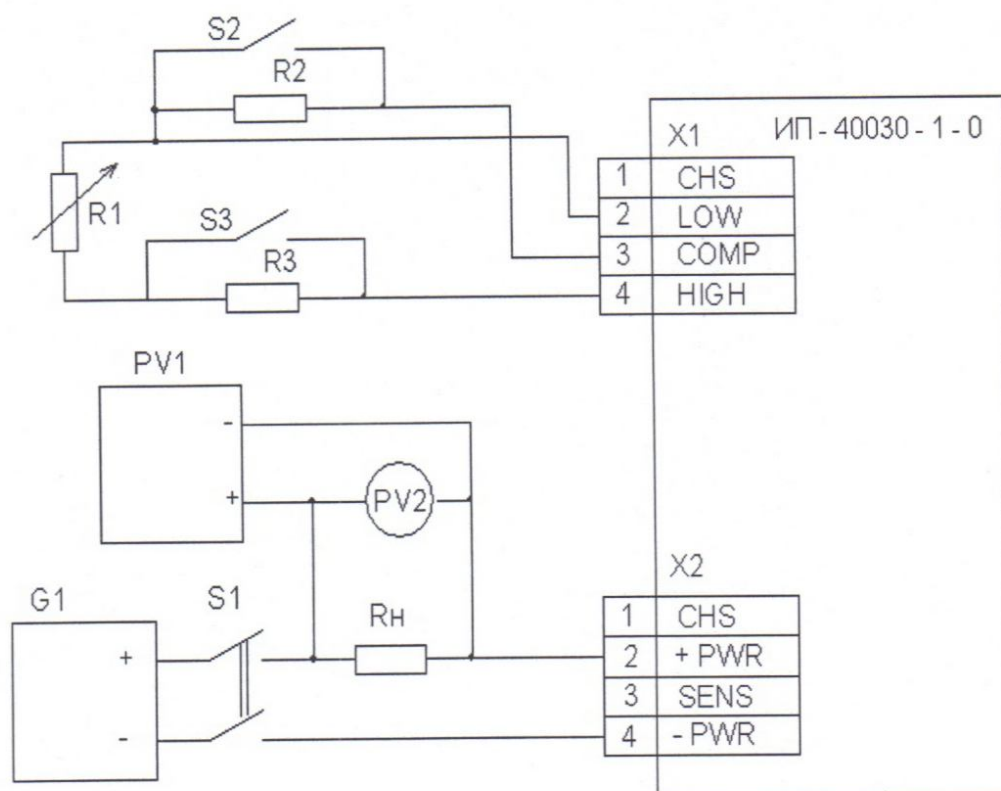 S2
R2
R1
S3
R3
ИП - 40030 - 1 - 0
X1
1 CHS
2 LOW
3 COMP
4 HIGH
PV1
-
+
PV2
G1
S1
Rн
+
-
X2
1 CHS
2 + PWR
3 SENS
4 - PWR